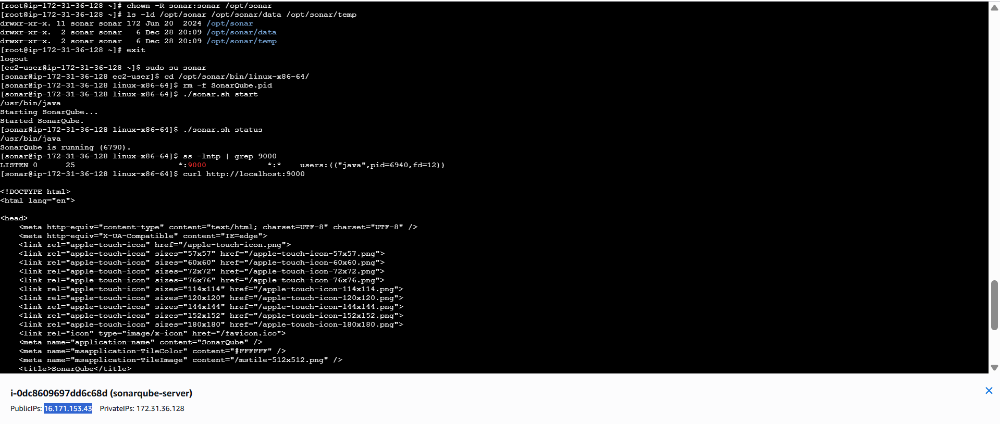 [root@ip-172-31-36-128 ~]# chown -R sonar:sonar /opt/sonar
[root@ip-172-31-36-128 ~]# ls -ld /opt/sonar /opt/sonar/data /opt/sonar/temp
drwxr-xr-x. 11 sonar sonar 172 Jun 20  2024 /opt/sonar
drwxr-xr-x.  2 sonar sonar   6 Dec 28 20:09 /opt/sonar/data
drwxr-xr-x.  2 sonar sonar   6 Dec 28 20:09 /opt/sonar/temp
[root@ip-172-31-36-128 ~]# exit
logout
[ec2-user@ip-172-31-36-128 ~]$ sudo su sonar
[sonar@ip-172-31-36-128 ec2-user]$ cd /opt/sonar/bin/linux-x86-64/
[sonar@ip-172-31-36-128 linux-x86-64]$ rm -f SonarQube.pid
[sonar@ip-172-31-36-128 linux-x86-64]$ ./sonar.sh start
/usr/bin/java
Starting SonarQube...
Started SonarQube.
[sonar@ip-172-31-36-128 linux-x86-64]$ ./sonar.sh status
/usr/bin/java
SonarQube is running (6790).
[sonar@ip-172-31-36-128 linux-x86-64]$ ss -lntp | grep 9000
LISTEN 0      25                      *:9000             *:*    users:(("java",pid=6940,fd=12))
[sonar@ip-172-31-36-128 linux-x86-64]$ curl http://localhost:9000
<!DOCTYPE html>
<html lang="en">
<head>
    <meta http-equiv="content-type" content="text/html; charset=UTF-8" charset="UTF-8" />
    <meta http-equiv="X-UA-Compatible" content="IE=edge">
    <link rel="apple-touch-icon" href="/apple-touch-icon.png">
    <link rel="apple-touch-icon" sizes="57x57" href="/apple-touch-icon-57x57.png">
    <link rel="apple-touch-icon" sizes="60x60" href="/apple-touch-icon-60x60.png">
    <link rel="apple-touch-icon" sizes="72x72" href="/apple-touch-icon-72x72.png">
    <link rel="apple-touch-icon" sizes="76x76" href="/apple-touch-icon-76x76.png">
    <link rel="apple-touch-icon" sizes="114x114" href="/apple-touch-icon-114x114.png">
    <link rel="apple-touch-icon" sizes="120x120" href="/apple-touch-icon-120x120.png">
    <link rel="apple-touch-icon" sizes="144x144" href="/apple-touch-icon-144x144.png">
    <link rel="apple-touch-icon" sizes="152x152" href="/apple-touch-icon-152x152.png">
    <link rel="apple-touch-icon" sizes="180x180" href="/apple-touch-icon-180x180.png">
    <link rel="icon" type="image/x-icon" href="/favicon.ico">
    <meta name="application-name" content="SonarQube" />
    <meta name="msapplication-TileColor" content="#FFFFFF" />
    <meta name="msapplication-TileImage" content="/mstile-512x512.png" />
    <title>SonarQube</title>
i-0dc8609697dd6c68d (sonarqube-server)
PublicIPs: 16.171.153.43    PrivateIPs: 172.31.36.128